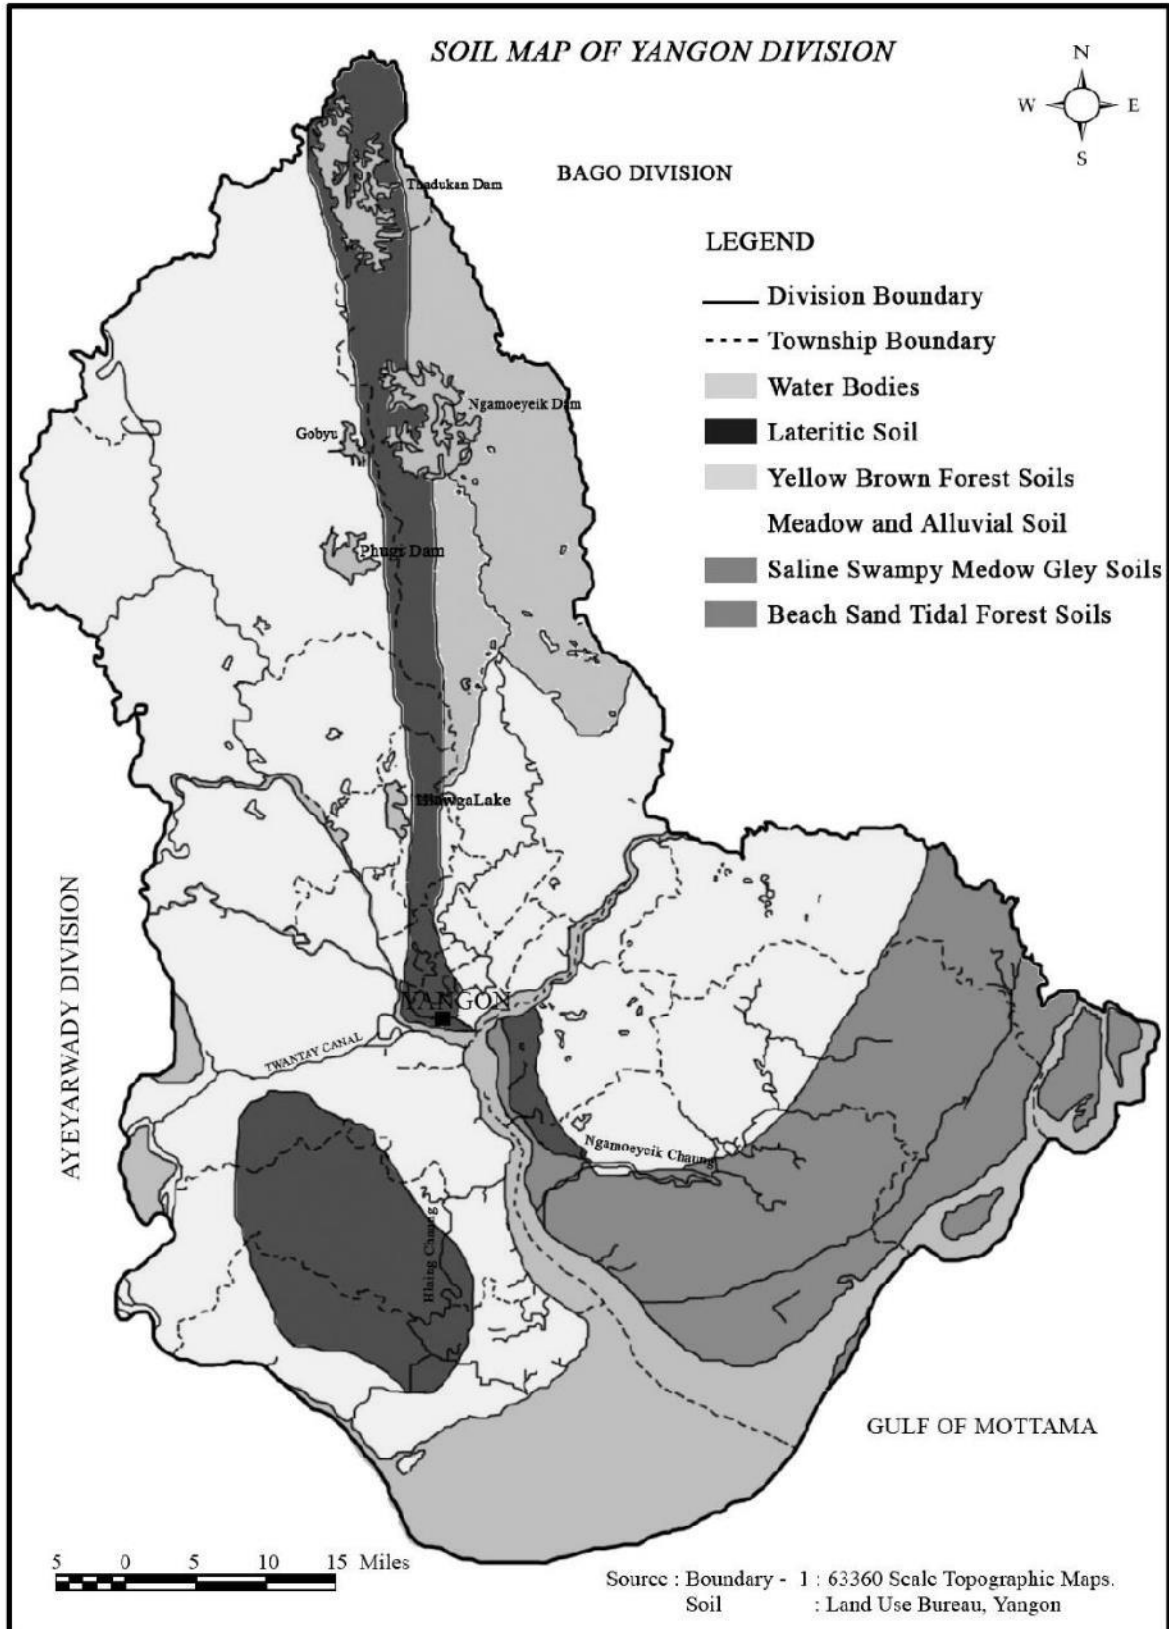 SOIL MAP OF YANGON DIVISION
N
W E
S
BAGO DIVISION
Thadukan Dam
LEGEND
Division Boundary
Township Boundary
Water Bodies
Lateritic Soil
Yellow Brown Forest Soils
Meadow and Alluvial Soil
Saline Swampy Medow Gley Soils
Beach Sand Tidal Forest Soils
Ngamoeyeik Dam
Gobyu
Phugi Dam
Hlawga Lake
AYEYARWADY DIVISION
YANGON
TWANTAY CANAL
Ngamoeyeik Chaung
Hlaing Chaung
GULF OF MOTTAMA
5 0 5 10 15 Miles
Source : Boundary - 1 : 63360 Scale Topographic Maps.
Soil : Land Use Bureau, Yangon